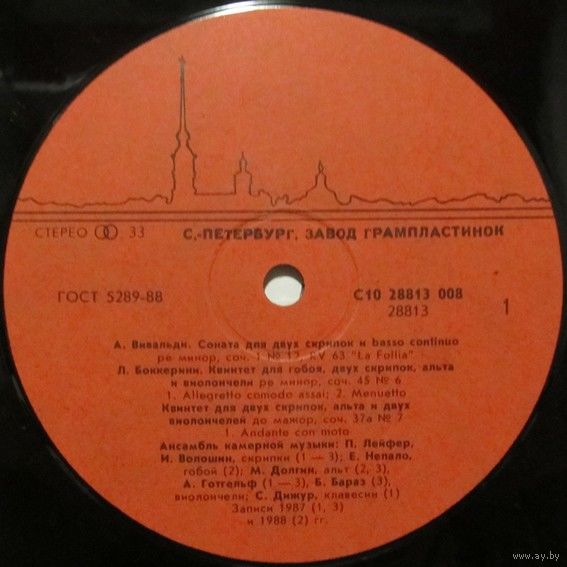 СТЕРЕО 33
С.-ПЕТЕРБУРГ, ЗАВОД ГРАМПЛАСТИНОК
ГОСТ 5289-88
С10 28813 008
28813
1
А. Вивальди. Соната для двух скрипок и basso continuo
ре минор, соч. 1 № 12, RV 63 "La Follia"
Л. Боккерини. Квинтет для гобоя, двух скрипок, альта
и виолончели ре минор, соч. 45 № 6
1. Allegretto comodo assai; 2. Menuetto
Квинтет для двух скрипок, альта и двух
виолончелей до мажор, соч. 37а № 7
1. Andante con moto
Ансамбль камерной музыки: П. Лейфер,
И. Волошин, скрипки (1 — 3); Е. Непало,
гобой (2); М. Долгин, альт (2, 3),
А. Готгельф (1 — 3), Б. Бараз (3),
виолончели; С. Дижур, клавесин (1)
Записи 1987 (1, 3)
и 1988 (2) гг.
www.ay.by